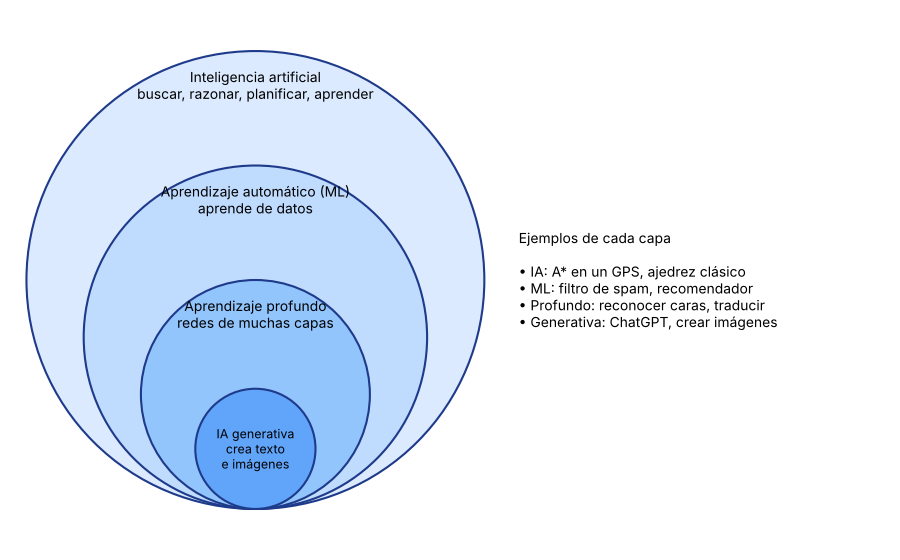 Inteligencia artificial
buscar, razonar, planificar, aprender
Aprendizaje automático (ML)
aprende de datos
Aprendizaje profundo
redes de muchas capas
IA generativa
crea texto
e imágenes
Ejemplos de cada capa
• IA: A* en un GPS, ajedrez clásico
• ML: filtro de spam, recomendador
• Profundo: reconocer caras, traducir
• Generativa: ChatGPT, crear imágenes